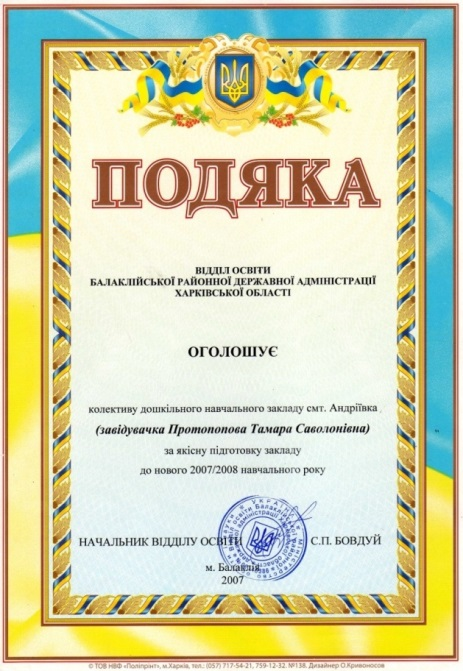 ПОДЯКА
ВІДДІЛ ОСВІТИ
БАЛАКЛІЙСЬКОЇ РАЙОННОЇ ДЕРЖАВНОЇ АДМІНІСТРАЦІЇ
ХАРКІВСЬКОЇ ОБЛАСТІ
ОГОЛОШУЄ
колективу дошкільного навчального закладу смт. Андріївка
(завідувачка Протопопова Тамара Саволонівна)
за якісну підготовку закладу
до нового 2007/2008 навчального року
НАЧАЛЬНИК ВІДДІЛУ ОСВІТИ С.П. БОВДУЙ
м. Балаклія
2007
© ТОВ НВФ «Поліпрінт», м.Харків, тел.: (057) 717-54-21, 759-12-32. №138. Дизайнер О.Кривоносов